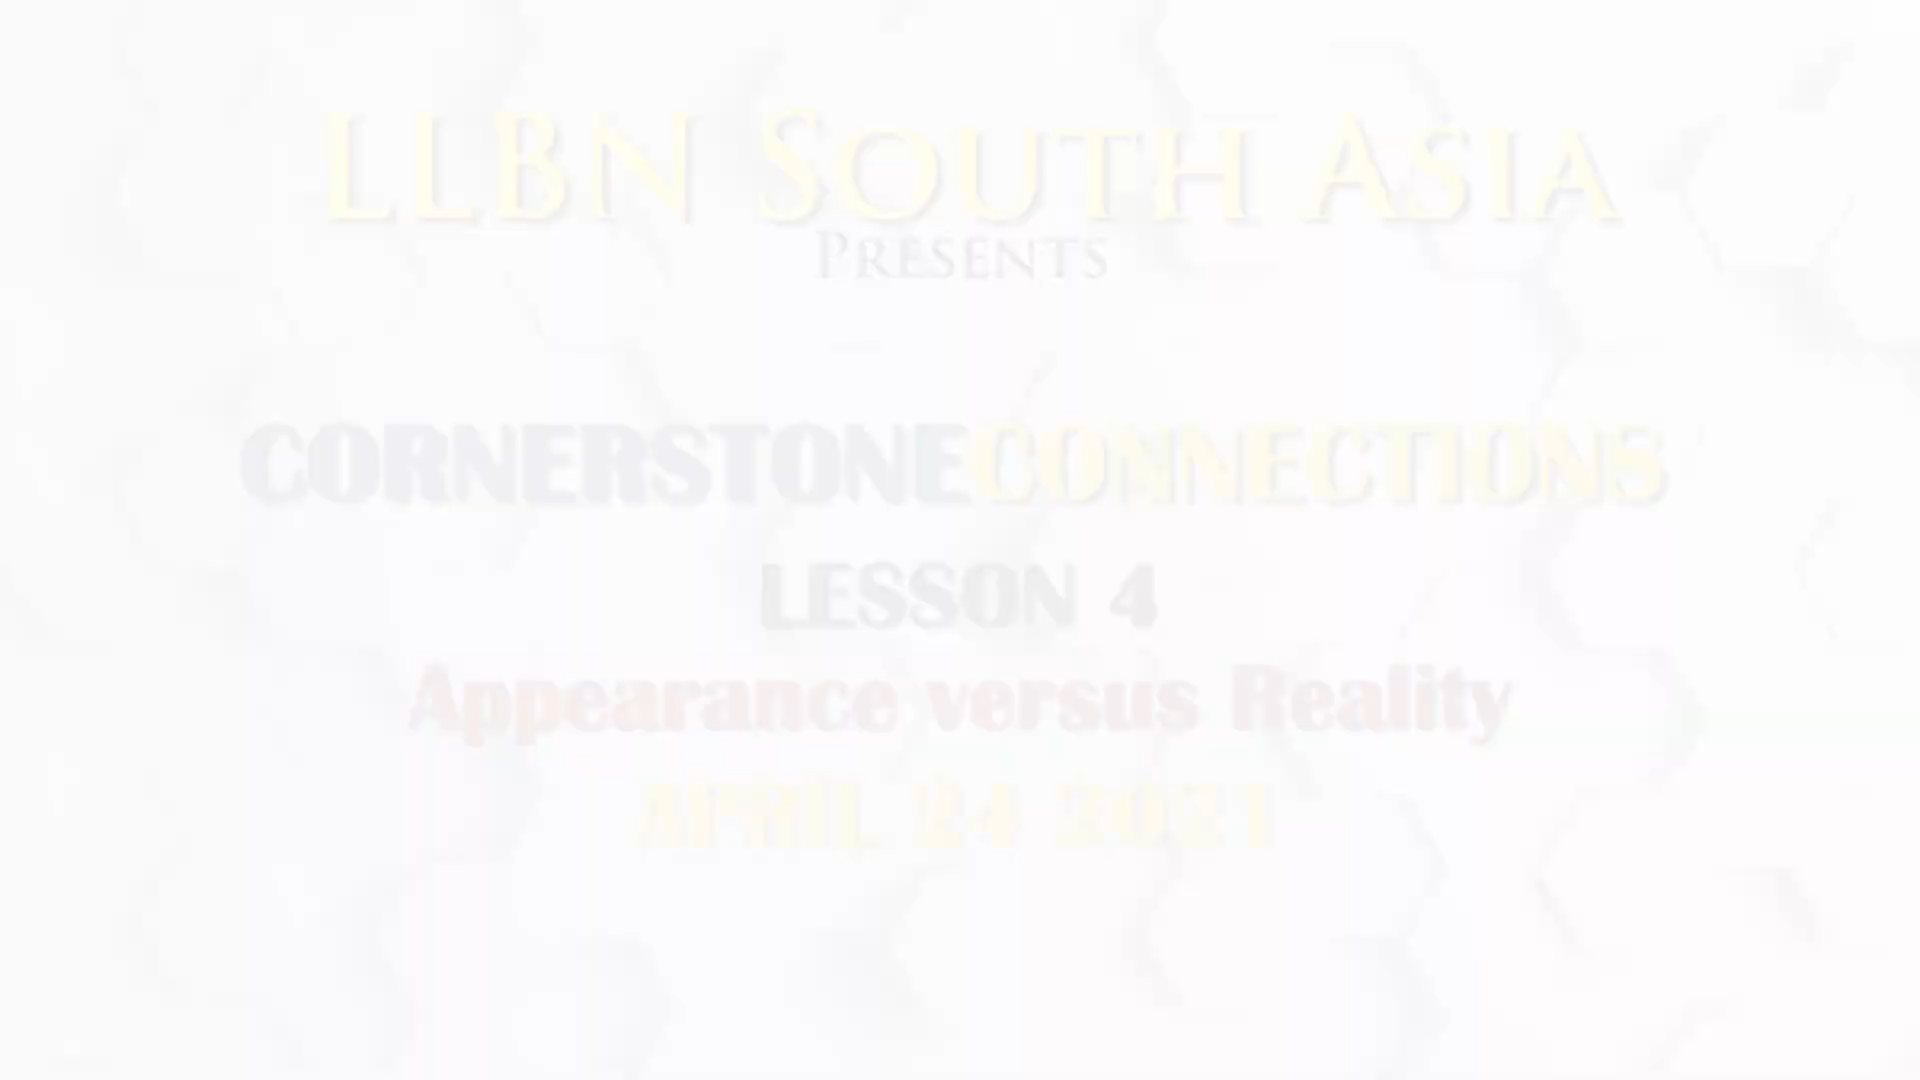 LLBN SOUTH ASIA
PRESENTS
CORNERSTONECONNECTIONS
LESSON 4
Appearance versus Reality
APRIL 24 2021